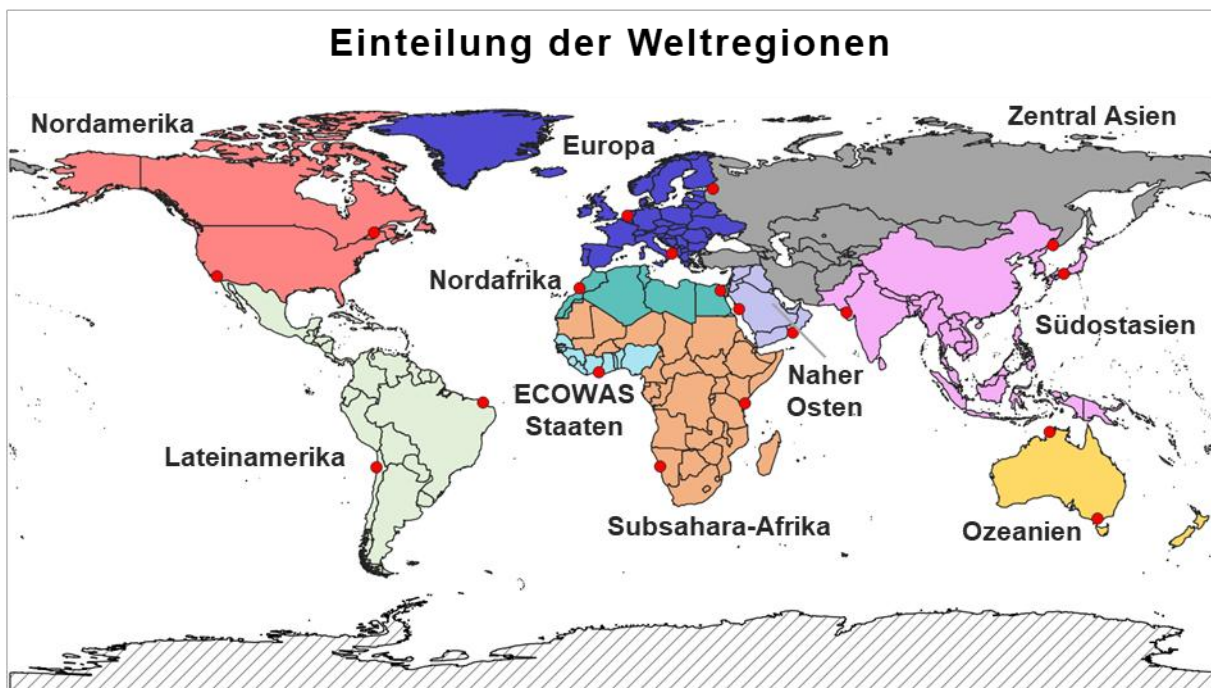 Einteilung der Weltregionen
Nordamerika
Zentral Asien
Europa
Nordafrika
Südostasien
ECOWAS
Staaten
Naher
Osten
Lateinamerika
Subsahara-Afrika
Ozeanien